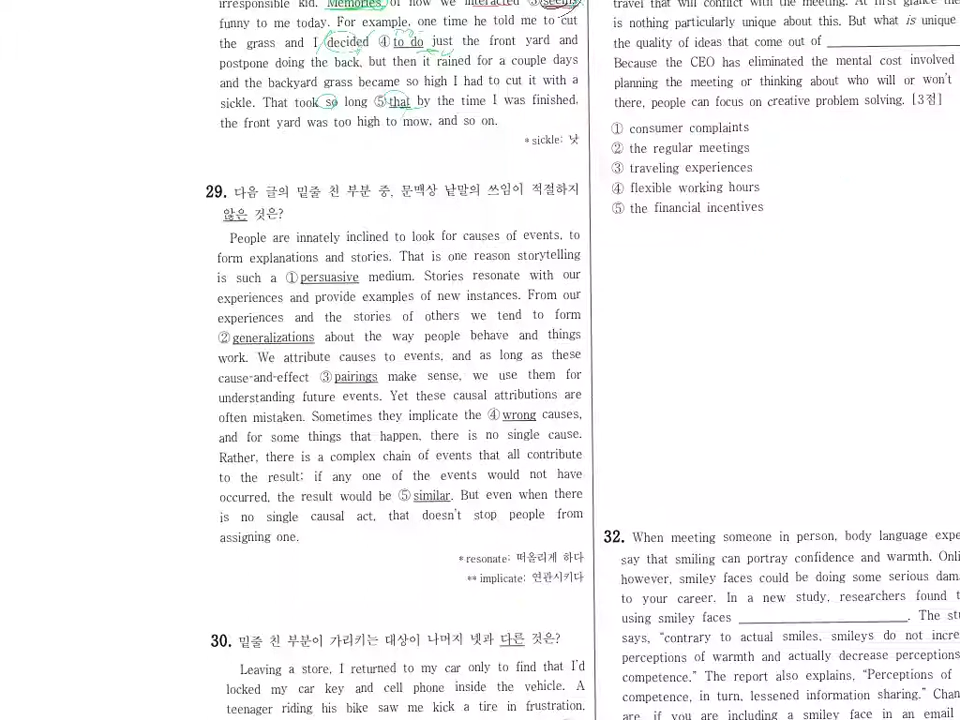 irresponsible kid. Memories of how we interacted ③ seems
funny to me today. For example, one time he told me to cut
the grass and I decided ④ to do just the front yard and
postpone doing the back, but then it rained for a couple days
and the backyard grass became so high I had to cut it with a
sickle. That took so long ⑤ that by the time I was finished,
the front yard was too high to mow, and so on.
* sickle: 낫
29. 다음 글의 밑줄 친 부분 중, 문맥상 낱말의 쓰임이 적절하지
않은 것은?
People are innately inclined to look for causes of events, to
form explanations and stories. That is one reason storytelling
is such a ① persuasive medium. Stories resonate with our
experiences and provide examples of new instances. From our
experiences and the stories of others we tend to form
② generalizations about the way people behave and things
work. We attribute causes to events, and as long as these
cause-and-effect ③ pairings make sense, we use them for
understanding future events. Yet these causal attributions are
often mistaken. Sometimes they implicate the ④ wrong causes,
and for some things that happen, there is no single cause.
Rather, there is a complex chain of events that all contribute
to the result; if any one of the events would not have
occurred, the result would be ⑤ similar. But even when there
is no single causal act, that doesn't stop people from
assigning one.
* resonate: 떠올리게 하다
** implicate: 연관시키다
30. 밑줄 친 부분이 가리키는 대상이 나머지 넷과 다른 것은?
Leaving a store, I returned to my car only to find that I'd
locked my car key and cell phone inside the vehicle. A
teenager riding his bike saw me kick a tire in frustration.
travel that will conflict with the meeting. At first glance
is nothing particularly unique about this. But what is unique
the quality of ideas that come out of ____________
Because the CEO has eliminated the mental cost involved
planning the meeting or thinking about who will or won't
there, people can focus on creative problem solving. [3점]
① consumer complaints
② the regular meetings
③ traveling experiences
④ flexible working hours
⑤ the financial incentives
32. When meeting someone in person, body language expe
say that smiling can portray confidence and warmth. Onli
however, smiley faces could be doing some serious dam
to your career. In a new study, researchers found t
using smiley faces ____________. The stu
says, "contrary to actual smiles, smileys do not incre
perceptions of warmth and actually decrease perceptions
competence." The report also explains, "Perceptions of
competence, in turn, lessened information sharing." Chan
are, if you are including a smiley face in an email